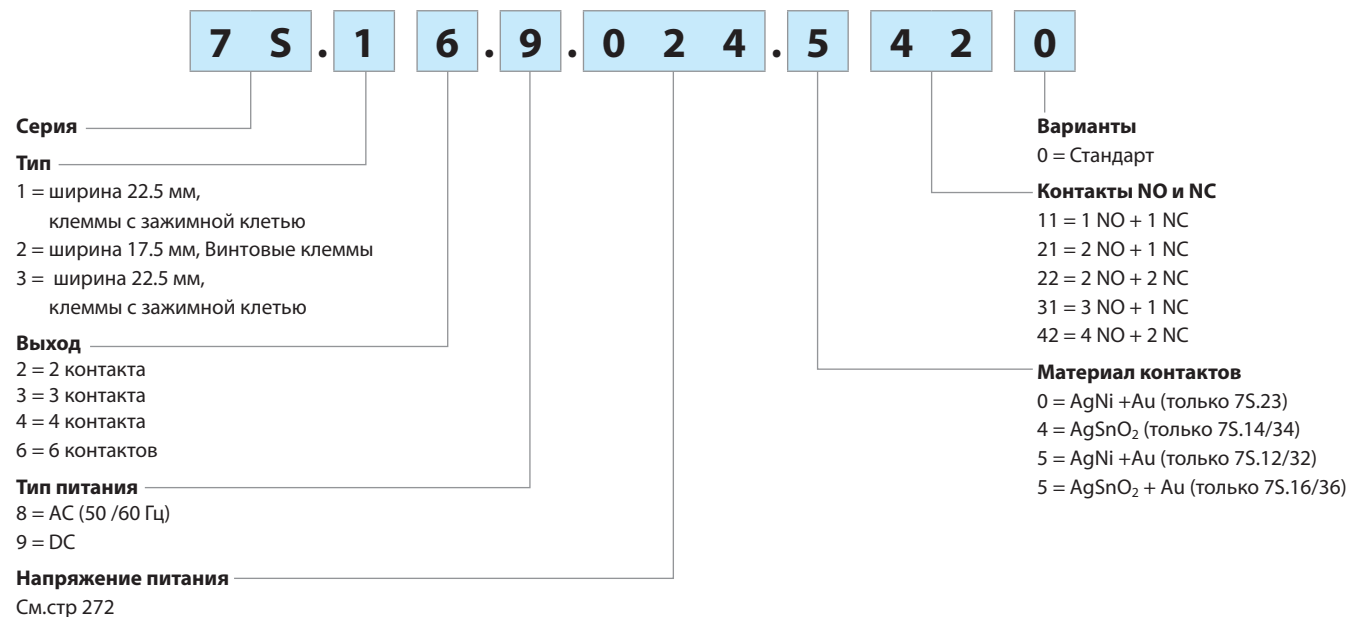 7 S . 1 6 . 9 . 0 2 4 . 5 4 2 0
Серия
Тип
1 = ширина 22.5 мм,
клеммы с зажимной клетью
2 = ширина 17.5 мм, Винтовые клеммы
3 = ширина 22.5 мм,
клеммы с зажимной клетью
Выход
2 = 2 контакта
3 = 3 контакта
4 = 4 контакта
6 = 6 контактов
Тип питания
8 = AC (50 /60 Гц)
9 = DC
Напряжение питания
См.стр 272
Варианты
0 = Стандарт
Контакты NO и NC
11 = 1 NO + 1 NC
21 = 2 NO + 1 NC
22 = 2 NO + 2 NC
31 = 3 NO + 1 NC
42 = 4 NO + 2 NC
Материал контактов
0 = AgNi +Au (только 7S.23)
4 = AgSnO₂ (только 7S.14/34)
5 = AgNi +Au (только 7S.12/32)
5 = AgSnO₂ + Au (только 7S.16/36)